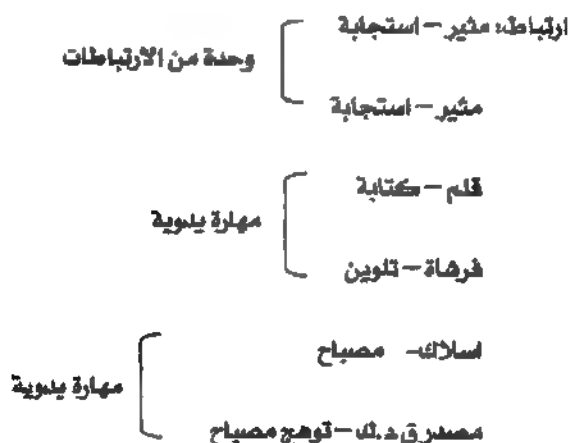 ارتباط: مثير – استجابة
وحدة من الارتباطات
مثير – استجابة
قلم – كتابة
مهارة يدوية
فرشاة – تلوين
اسلاك- مصباح
مهارة يدوية
مصدر ق.د.ك – توهج مصباح